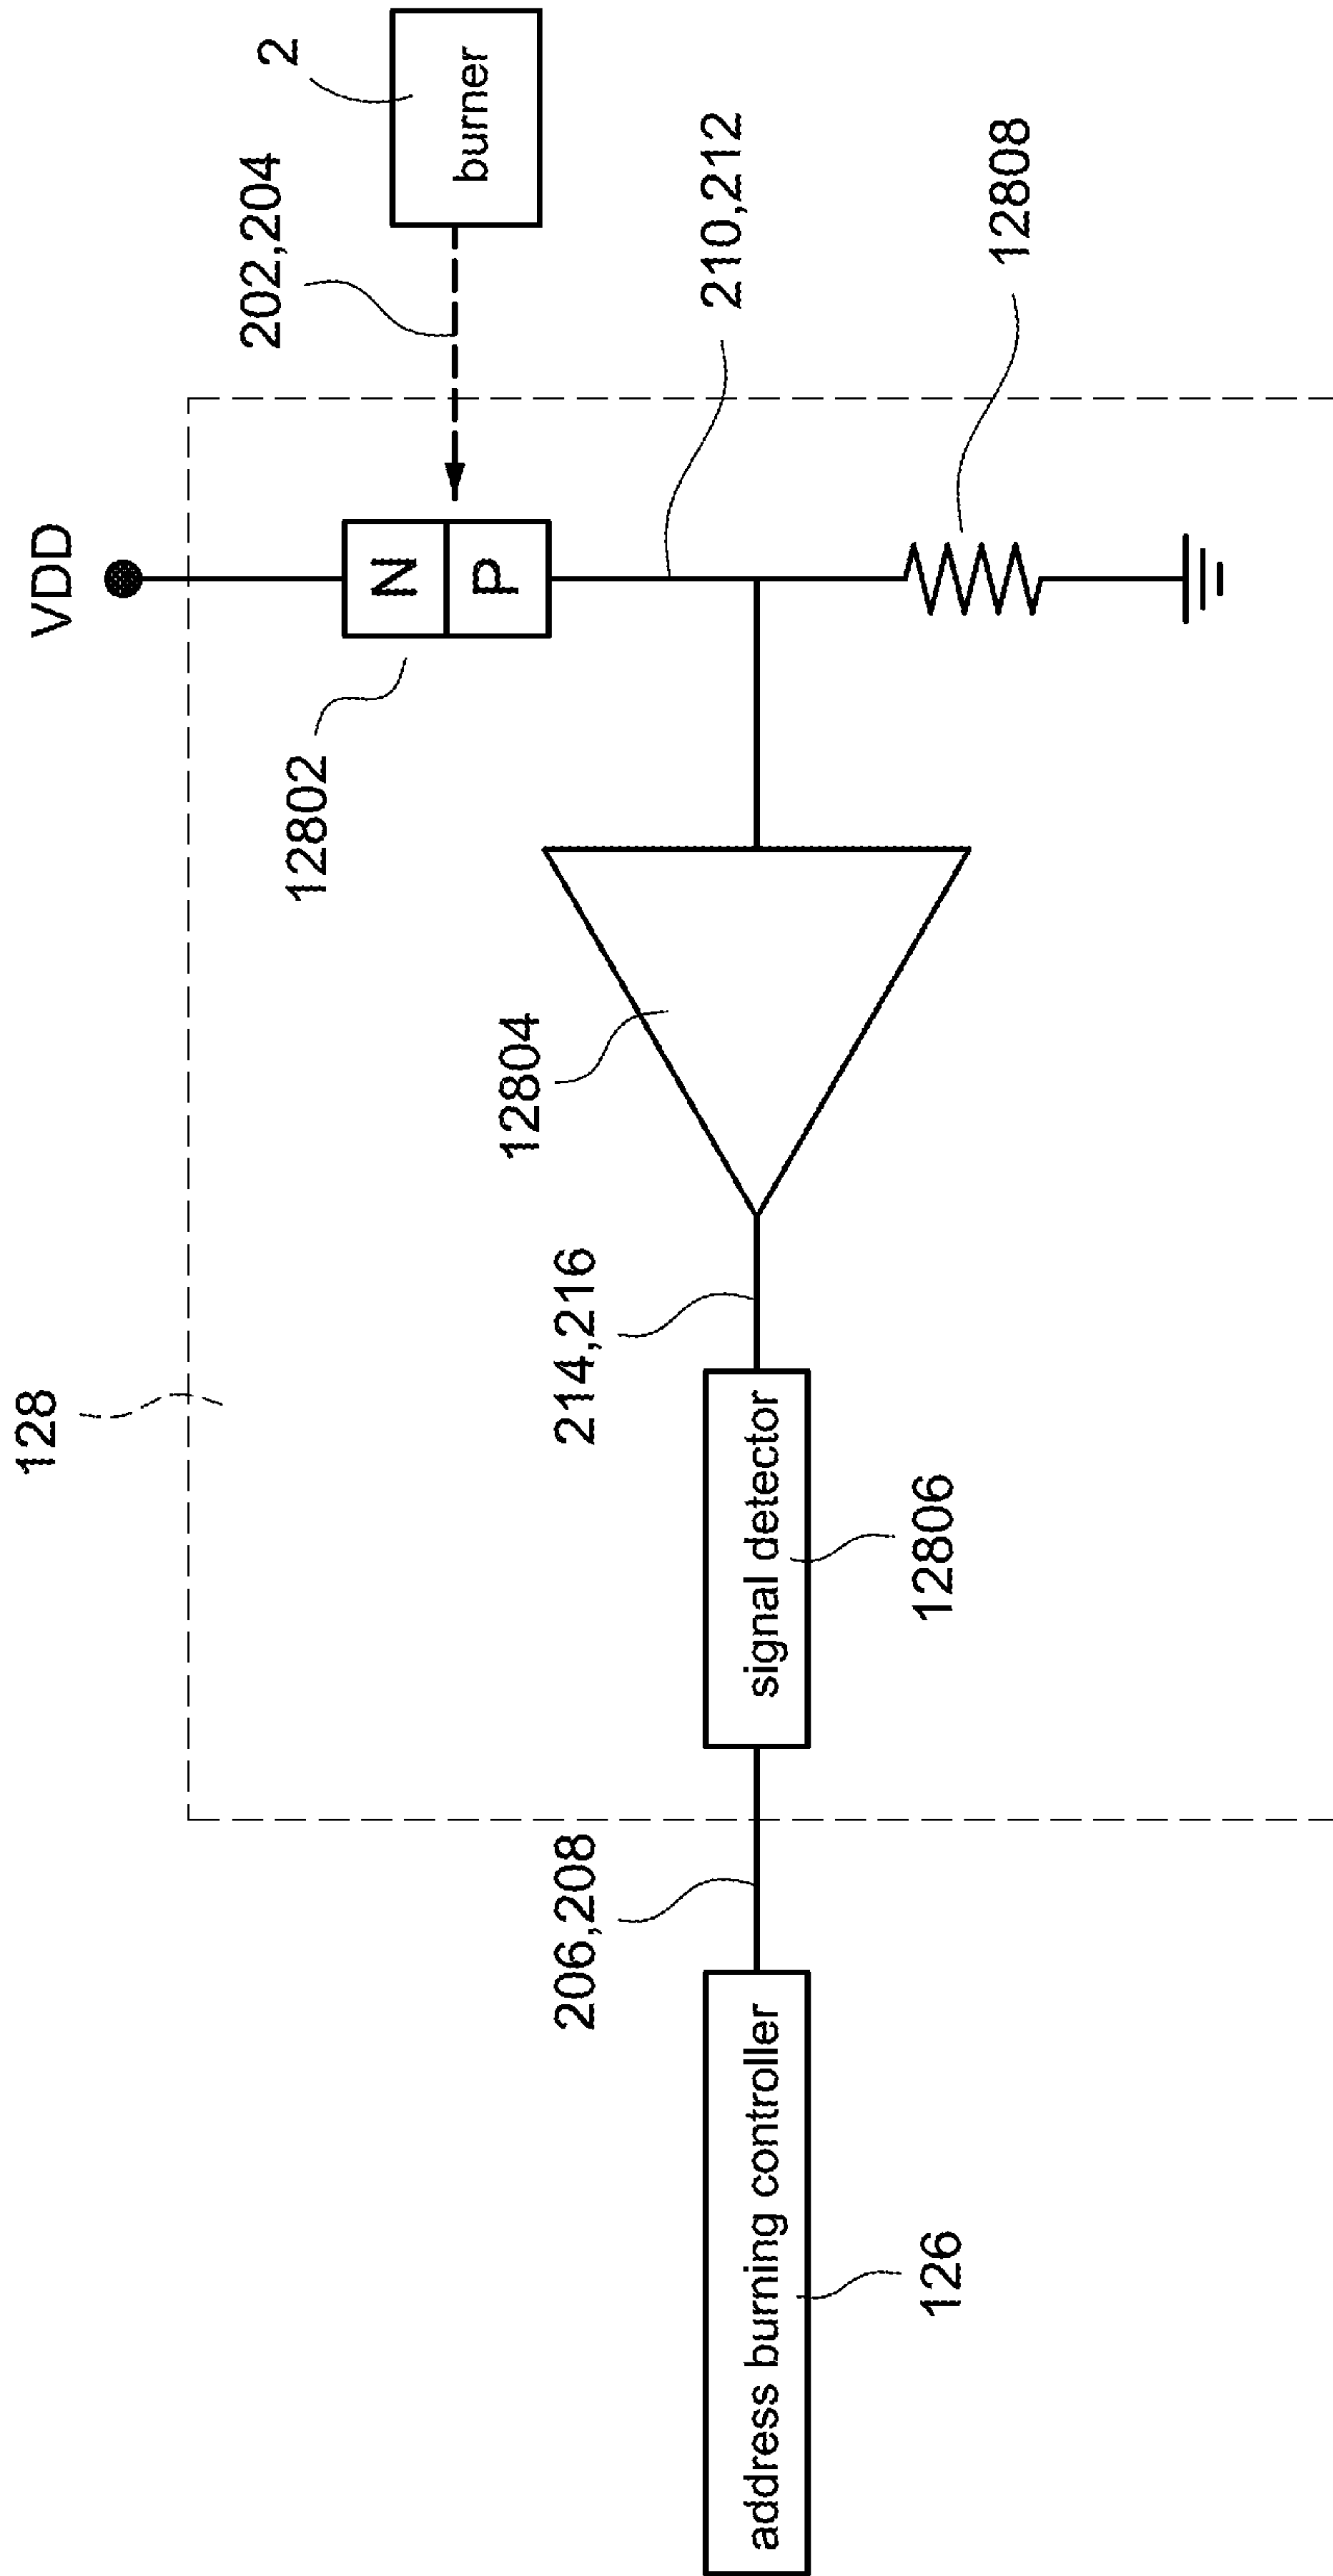 128
VDD
2
burner
202,204
N
P
12802
210,212
12808
12804
214,216
signal detector
12806
206,208
address burning controller
126